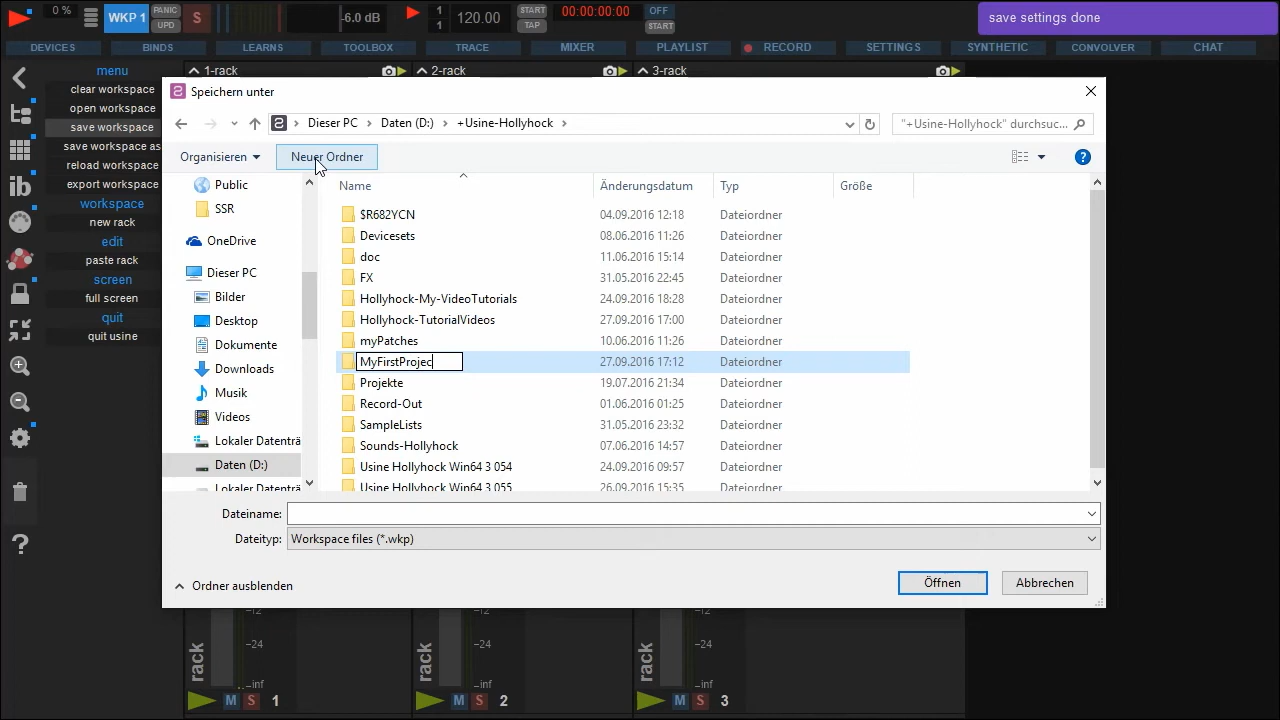 0 %
WKP 1
PANIC
UPD
S
-6.0 dB
1
1
120.00
START
TAP
00:00:00:00
OFF
START
save settings done
DEVICES
BINDS
LEARNS
TOOLBOX
TRACE
MIXER
PLAYLIST
RECORD
SETTINGS
SYNTHETIC
CONVOLVER
CHAT
menu
clear workspace
open workspace
save workspace
save workspace as
reload workspace
export workspace
workspace
new rack
edit
paste rack
screen
full screen
quit
quit usine
1-rack
2-rack
3-rack
Speichern unter
Dieser PC
Daten (D:)
+Usine-Hollyhock
"+Usine-Hollyhock" durchsuc...
Organisieren
Neuer Ordner
Public
SSR
OneDrive
Dieser PC
Bilder
Desktop
Dokumente
Downloads
Musik
Videos
Lokaler Datenträ
Daten (D:)
Lokaler Datenträ
Name
Änderungsdatum
Typ
Größe
$R682YCN 04.09.2016 12:18 Dateiordner
Devicesets 08.06.2016 11:26 Dateiordner
doc 11.06.2016 15:14 Dateiordner
FX 31.05.2016 22:45 Dateiordner
Hollyhock-My-VideoTutorials 24.09.2016 18:28 Dateiordner
Hollyhock-TutorialVideos 27.09.2016 17:00 Dateiordner
myPatches 10.06.2016 11:26 Dateiordner
MyFirstProjec 27.09.2016 17:12 Dateiordner
Projekte 19.07.2016 21:34 Dateiordner
Record-Out 01.06.2016 01:25 Dateiordner
SampleLists 31.05.2016 23:32 Dateiordner
Sounds-Hollyhock 07.06.2016 14:57 Dateiordner
Usine Hollyhock Win64 3 054 24.09.2016 09:57 Dateiordner
Usine Hollyhock Win64 3 055 26.09.2016 15:35 Dateiordner
Dateiname:
Dateityp: Workspace files (*.wkp)
Ordner ausblenden
Öffnen
Abbrechen
rack
-12
-24
-inf
M S 1
rack
-12
-24
-inf
M S 2
rack
-12
-24
-inf
M S 3